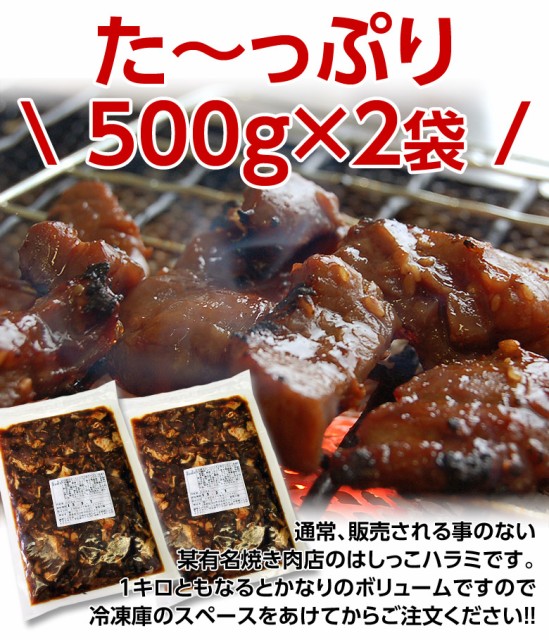 た〜っぷり
\ 500g×2袋 /
通常、販売される事のない
某有名焼き肉店のはしっこハラミです。
1キロともなるとかなりのボリュームですので
冷凍庫のスペースをあけてからご注文ください!!